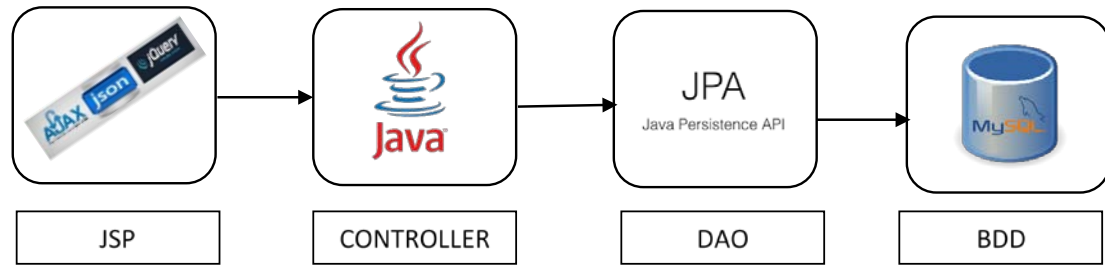 AJAX
json
jQuery
Java
JPA
Java Persistence API
MySQL
JSP
CONTROLLER
DAO
BDD